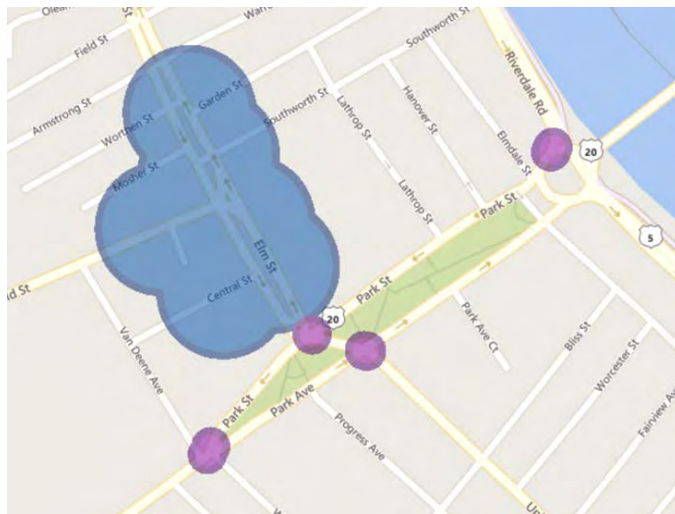 Field St
Armstrong St
Worthen St
Garden St
Mosher St
Southworth St
Southworth St
Lathrop St
Hanover St
Lathrop St
Elmdale St
Riverdale Rd
20
5
Park St
Elm St
Park St
Central St
20
Van Deene Ave
Park Ave Ct
Bliss St
Worcester St
Fairview Av
Park St
Park Ave
Progress Ave